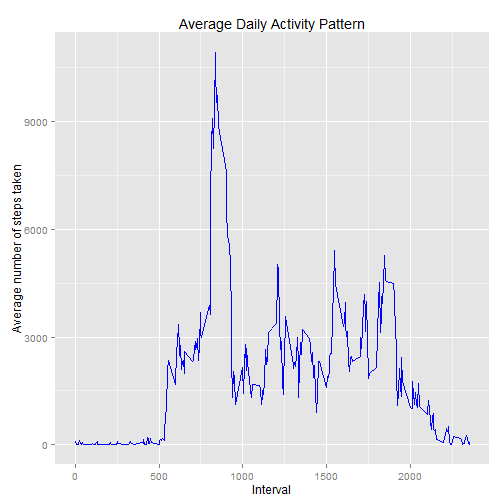 Average Daily Activity Pattern
Average number of steps taken
9000
6000
3000
0
0 500 1000 1500 2000
Interval